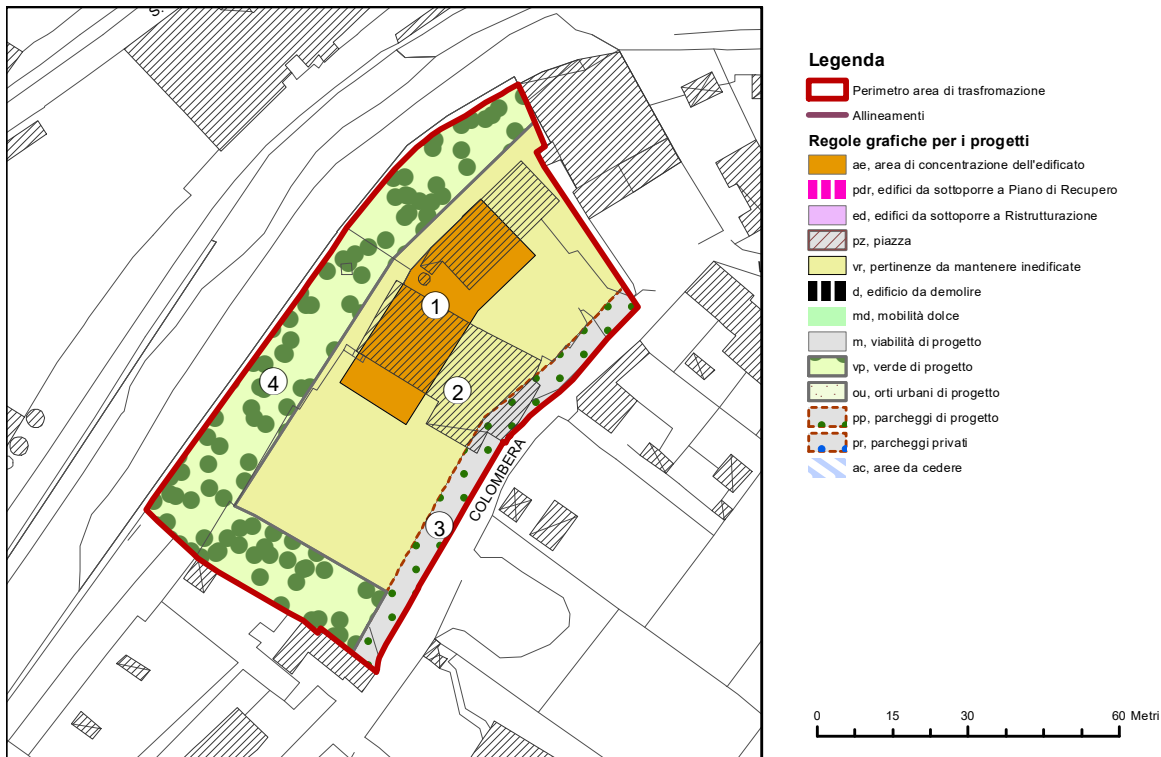 S.
1
2
3
4
COLOMBERA
Legenda
Perimetro area di trasfromazione
Allineamenti
Regole grafiche per i progetti
ae, area di concentrazione dell'edificato
pdr, edifici da sottoporre a Piano di Recupero
ed, edifici da sottoporre a Ristrutturazione
pz, piazza
vr, pertinenze da mantenere inedificate
d, edificio da demolire
md, mobilità dolce
m, viabilità di progetto
vp, verde di progetto
ou, orti urbani di progetto
pp, parcheggi di progetto
pr, parcheggi privati
ac, aree da cedere
0 15 30 60 Metri